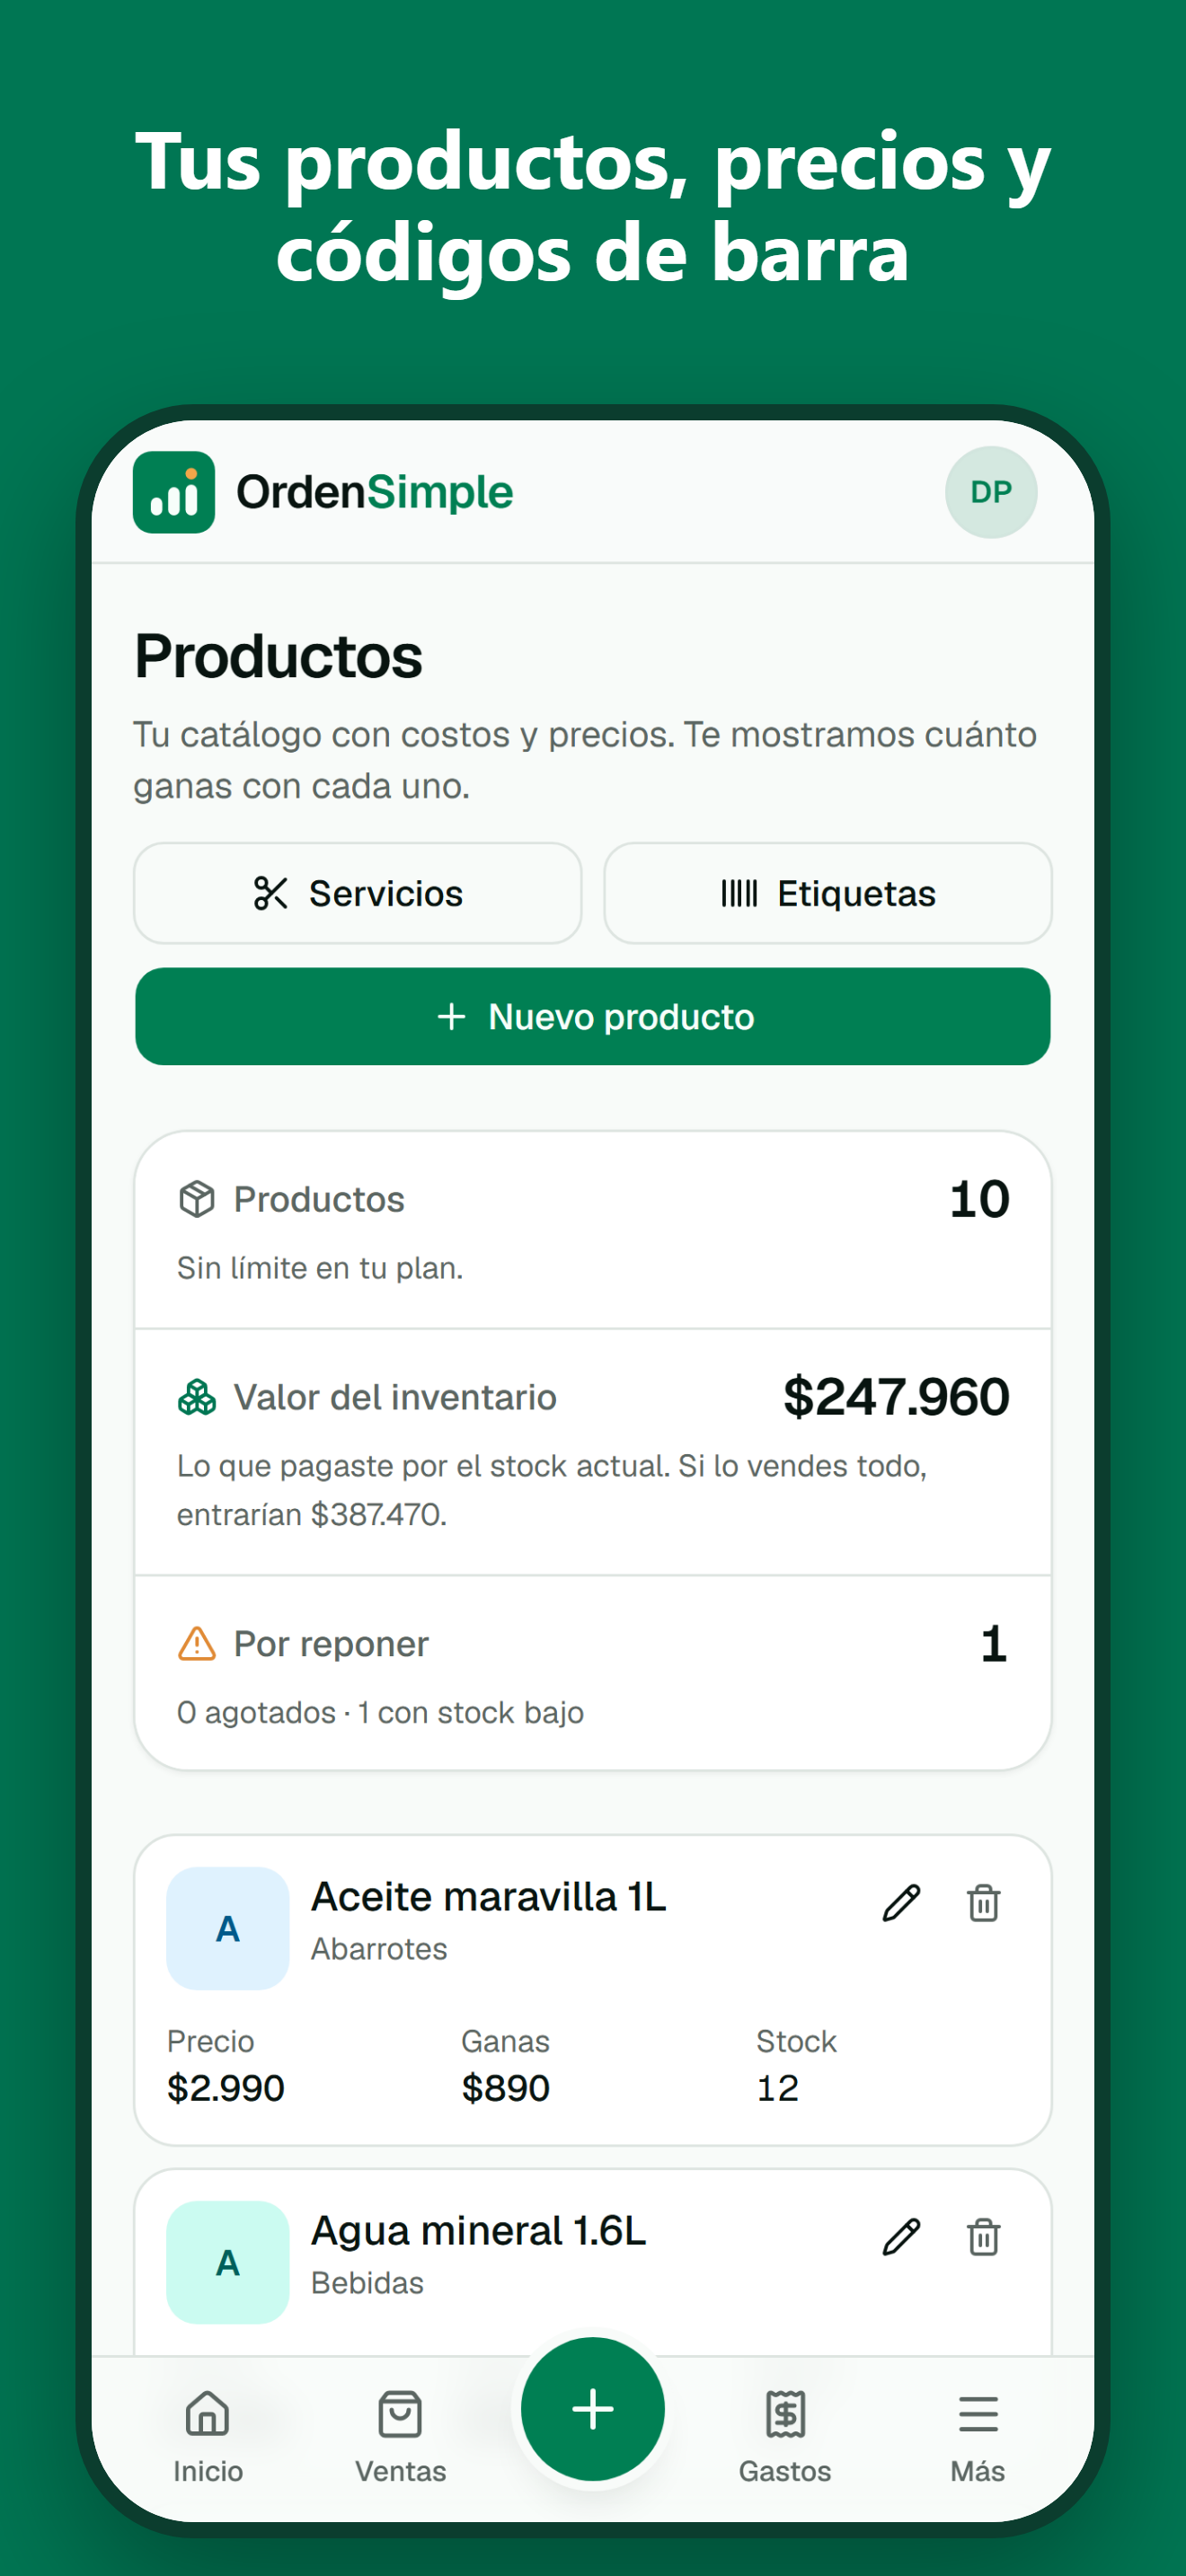 Tus productos, precios y
códigos de barra
OrdenSimple
DP
Productos
Tu catálogo con costos y precios. Te mostramos cuánto
ganas con cada uno.
Servicios
Etiquetas
+ Nuevo producto
Productos
10
Sin límite en tu plan.
Valor del inventario
$247.960
Lo que pagaste por el stock actual. Si lo vendes todo,
entrarían $387.470.
Por reponer
1
0 agotados · 1 con stock bajo
A
Aceite maravilla 1L
Abarrotes
Precio
Ganas
Stock
$2.990
$890
12
A
Agua mineral 1.6L
Bebidas
Inicio
Ventas
+
Gastos
Más